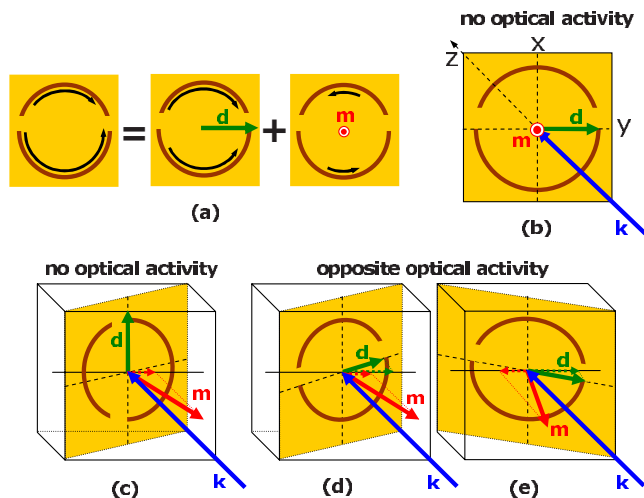 no optical activity
x
z
=
d
+
m
d
y
m
(a)
(b)
k
no optical activity
opposite optical activity
d
m
k
d
m
k
d
m
k
(c)
(d)
(e)